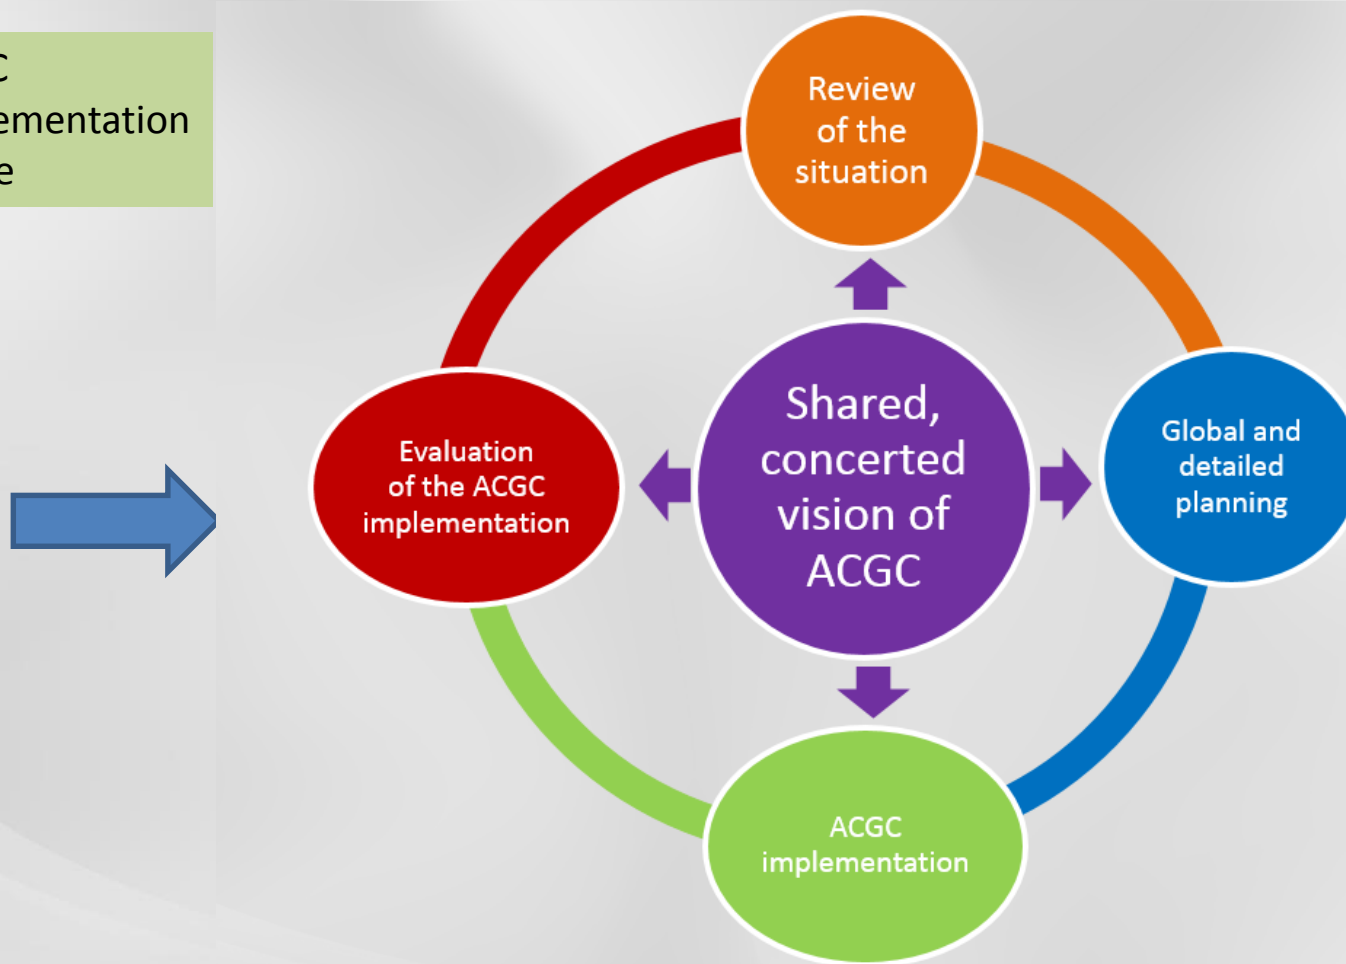 C
ementation
e
Review
of the
situation
Shared,
concerted
vision of
ACGC
Global and
detailed
planning
Evaluation
of the ACGC
implementation
ACGC
implementation